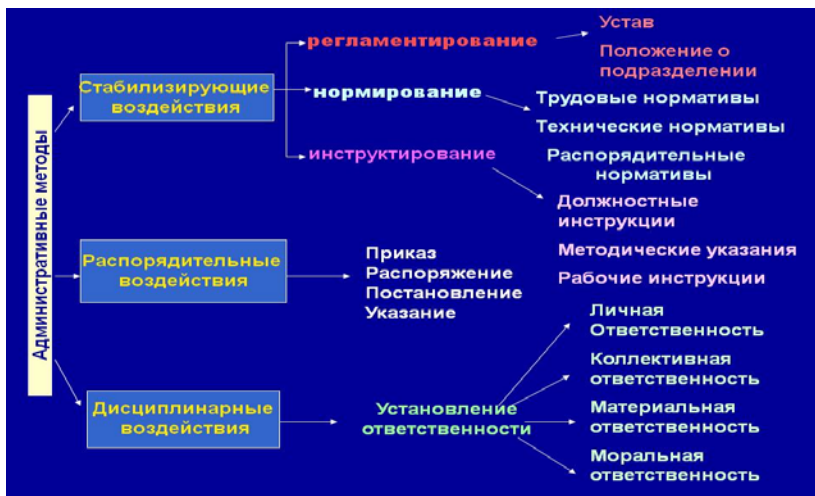 Административные методы
Стабилизирующие
воздействия
регламентирование
Устав
Положение о
подразделении
нормирование
Трудовые нормативы
Технические нормативы
Распорядительные
нормативы
инструктирование
Должностные
инструкции
Методические указания
Рабочие инструкции
Распорядительные
воздействия
Приказ
Распоряжение
Постановление
Указание
Дисциплинарные
воздействия
Установление
ответственности
Личная
Ответственность
Коллективная
ответственность
Материальная
ответственность
Моральная
ответственность